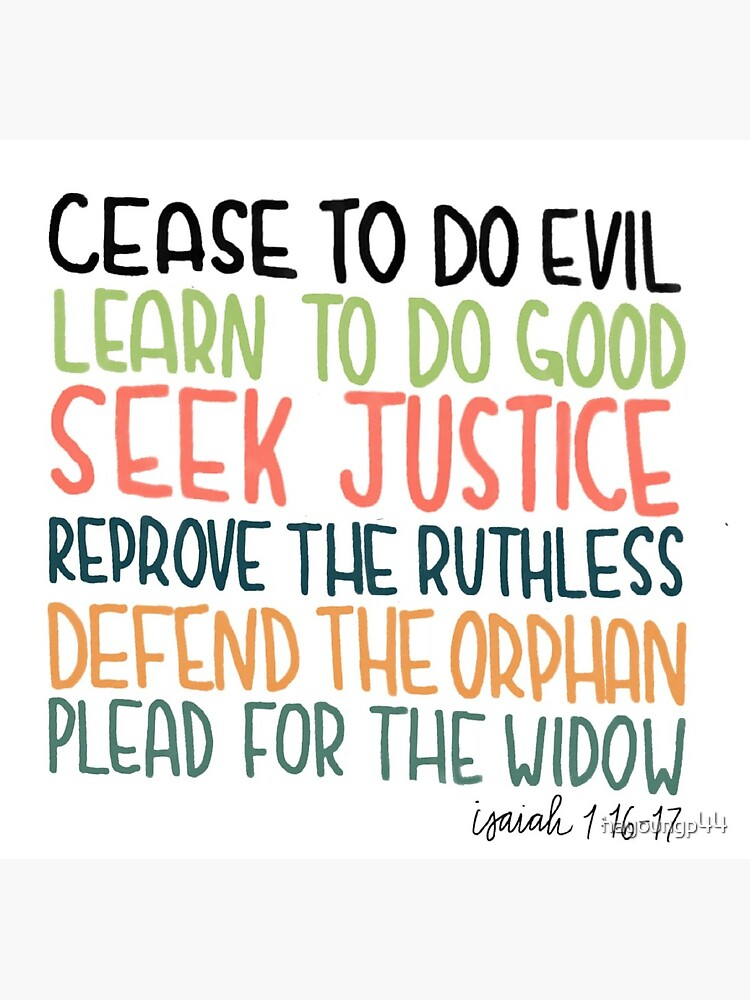 CEASE TO DO EVIL
LEARN TO DO GOOD
SEEK JUSTICE
REPROVE THE RUTHLESS
DEFEND THE ORPHAN
PLEAD FOR THE WIDOW
isaiah 1 16-17
hayoungp44